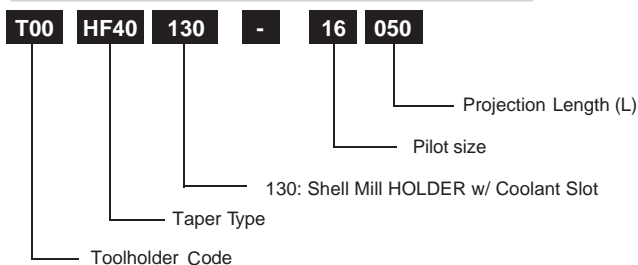 T00 HF40 130 - 16 050
Projection Length (L)
Pilot size
130: Shell Mill HOLDER w/ Coolant Slot
Taper Type
Toolholder Code